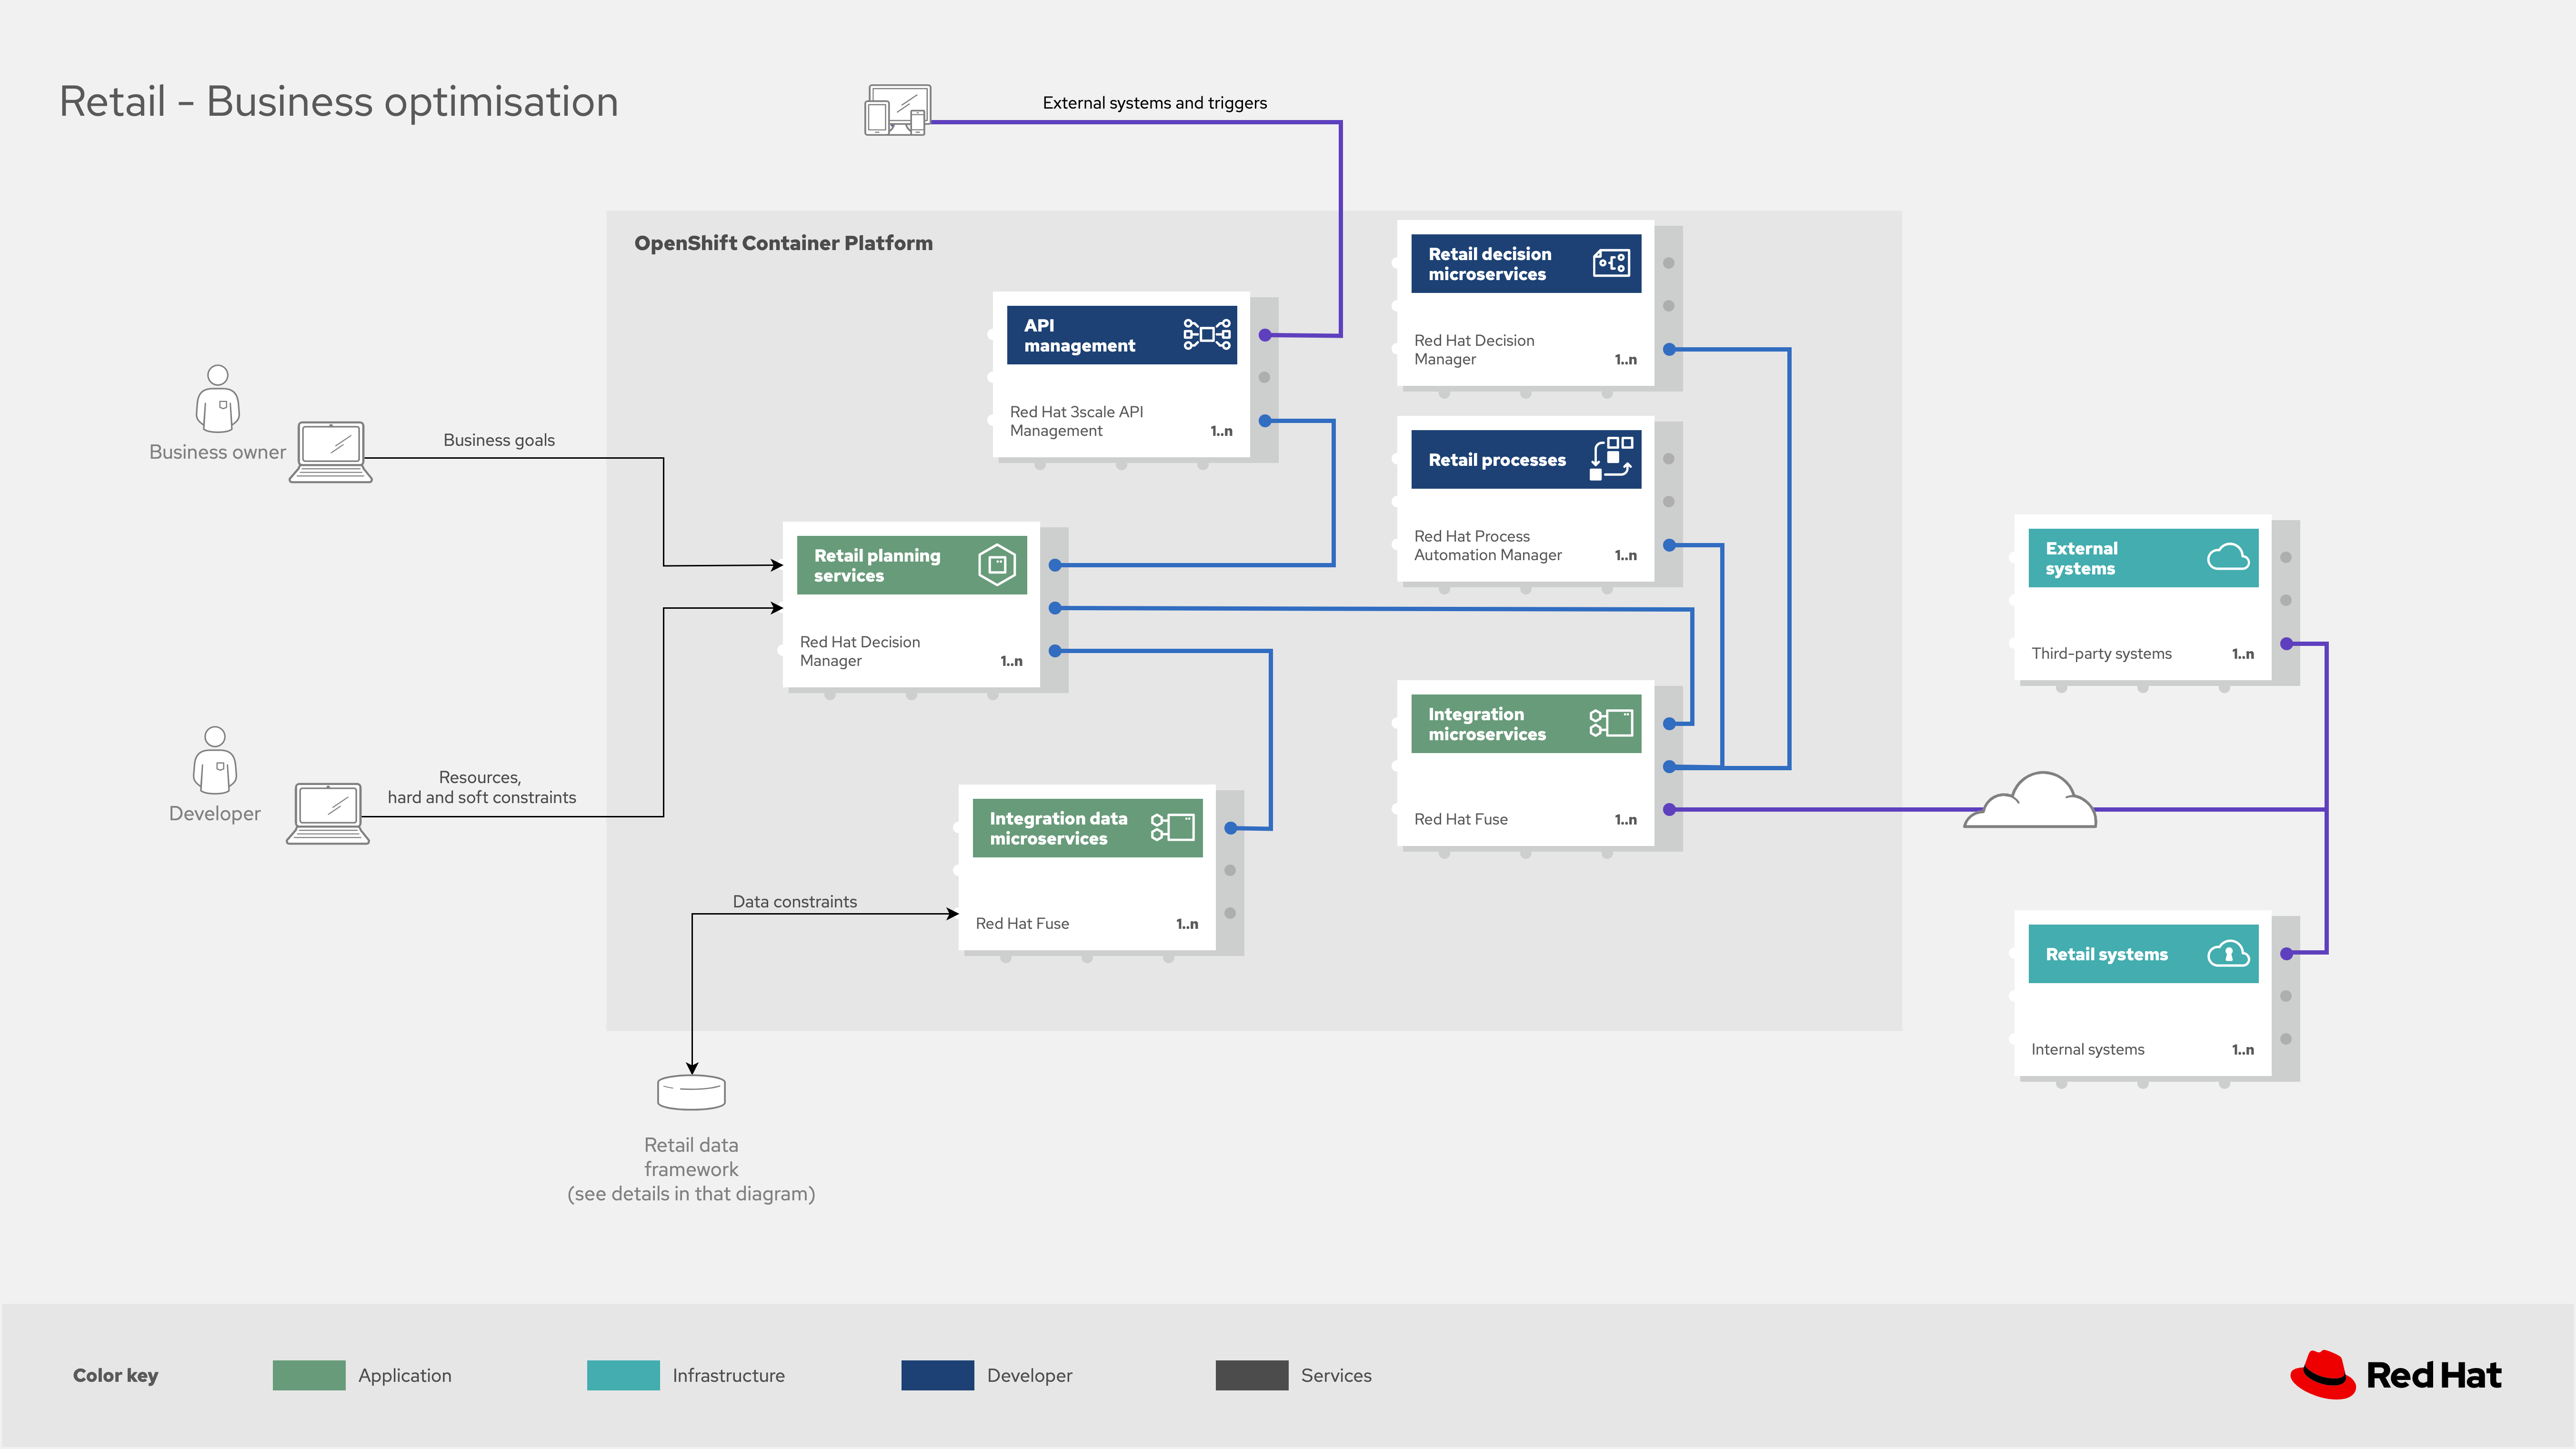 Retail - Business optimisation
External systems and triggers
OpenShift Container Platform
Retail decision
microservices
Red Hat Decision
Manager
1..n
API
management
Red Hat 3scale API
Management
1..n
Retail processes
Red Hat Process
Automation Manager
1..n
Business owner
Business goals
Retail planning
services
Red Hat Decision
Manager
1..n
External
systems
Third-party systems
1..n
Developer
Resources,
hard and soft constraints
Integration
microservices
Red Hat Fuse
1..n
Integration data
microservices
Red Hat Fuse
1..n
Data constraints
Retail systems
Internal systems
1..n
Retail data
framework
(see details in that diagram)
Color key
Application
Infrastructure
Developer
Services
Red Hat